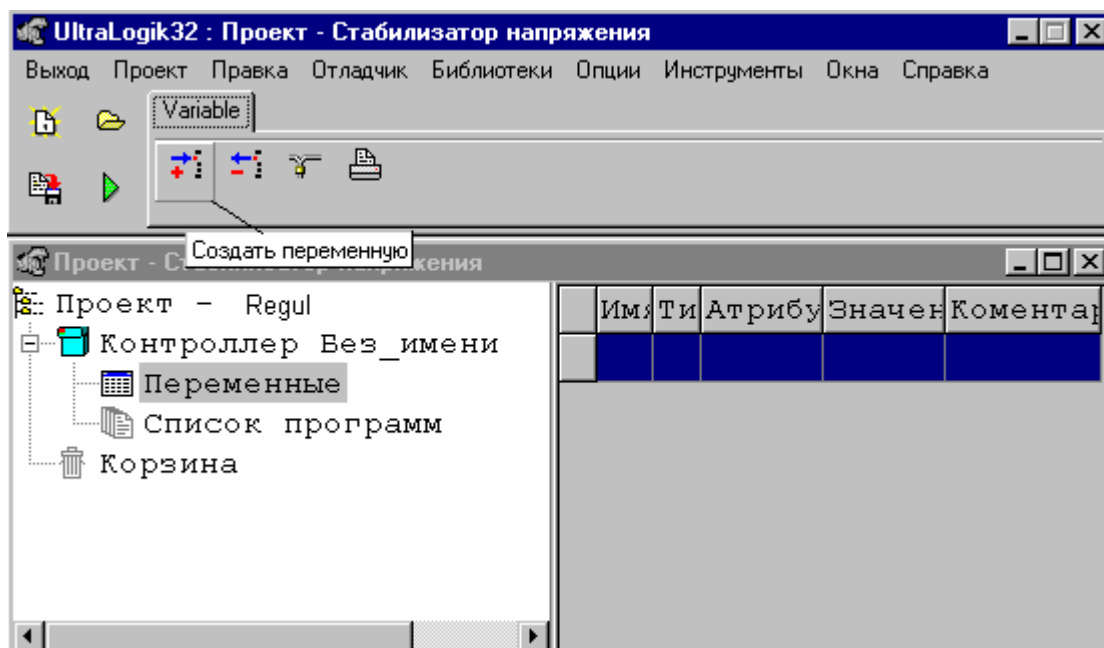 UltraLogik32 : Проект - Стабилизатор напряжения
Выход Проект Правка Отладчик Библиотеки Опции Инструменты Окна Справка
Variable
Создать переменную
Проект - Ст
жения
Проект - Regul
Имя Ти Атрибу Значен Коментар
Контроллер Без_имени
Переменные
Список программ
Корзина